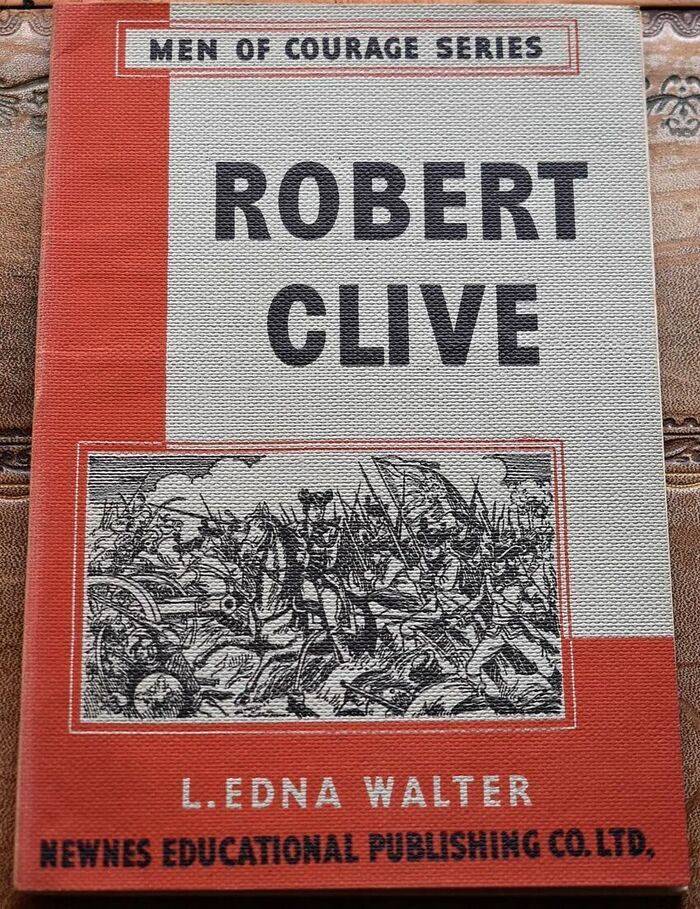 MEN OF COURAGE SERIES
ROBERT
CLIVE
L. EDNA WALTER
NEWNES EDUCATIONAL PUBLISHING CO. LTD.